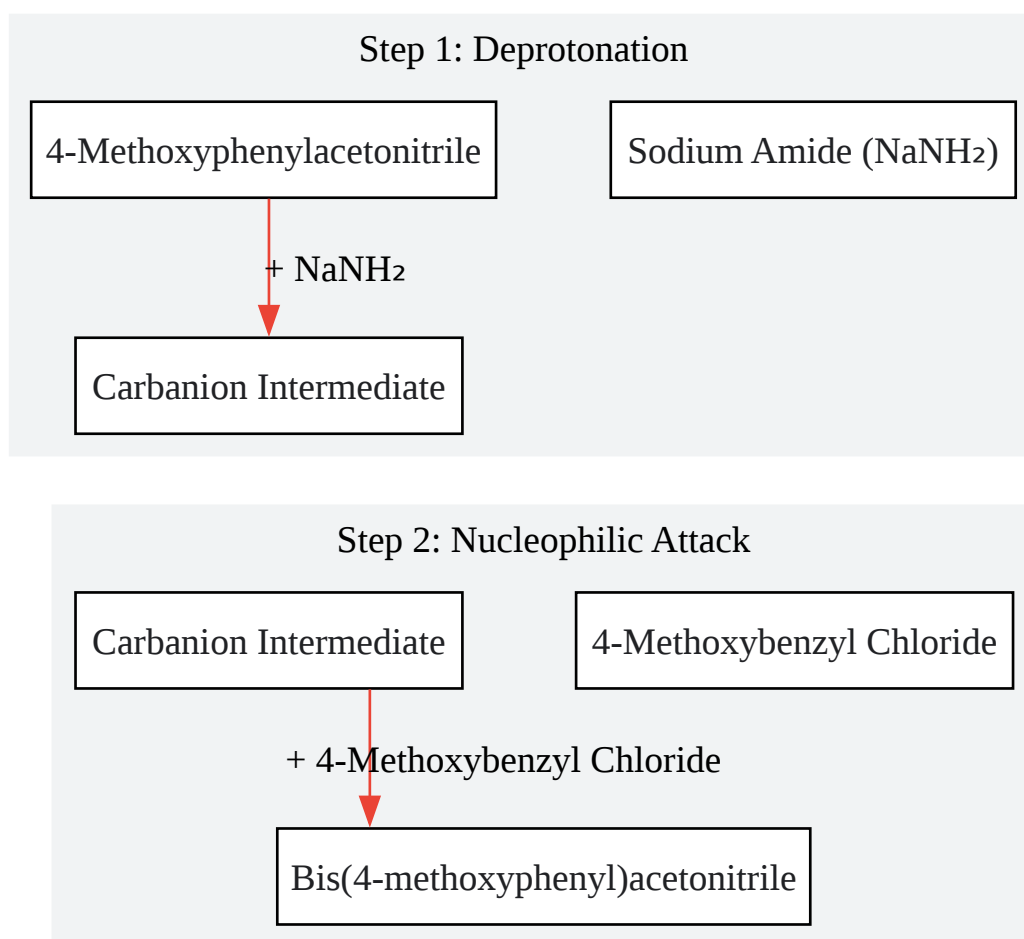 Step 1: Deprotonation
4-Methoxyphenylacetonitrile
Sodium Amide (NaNH₂)
+ NaNH₂
Carbanion Intermediate
Step 2: Nucleophilic Attack
Carbanion Intermediate
4-Methoxybenzyl Chloride
+ 4-Methoxybenzyl Chloride
Bis(4-methoxyphenyl)acetonitrile